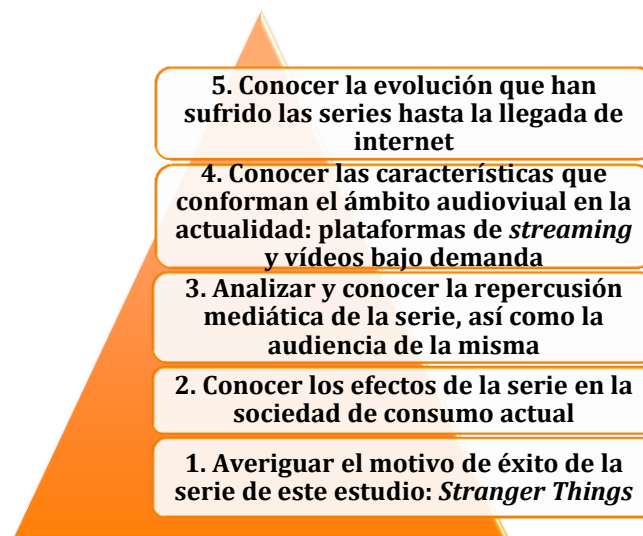 5. Conocer la evolución que han
sufrido las series hasta la llegada de
internet
4. Conocer las características que
conforman el ámbito audioviual en la
actualidad: plataformas de streaming
y vídeos bajo demanda
3. Analizar y conocer la repercusión
mediática de la serie, así como la
audiencia de la misma
2. Conocer los efectos de la serie en la
sociedad de consumo actual
1. Averiguar el motivo de éxito de la
serie de este estudio: Stranger Things